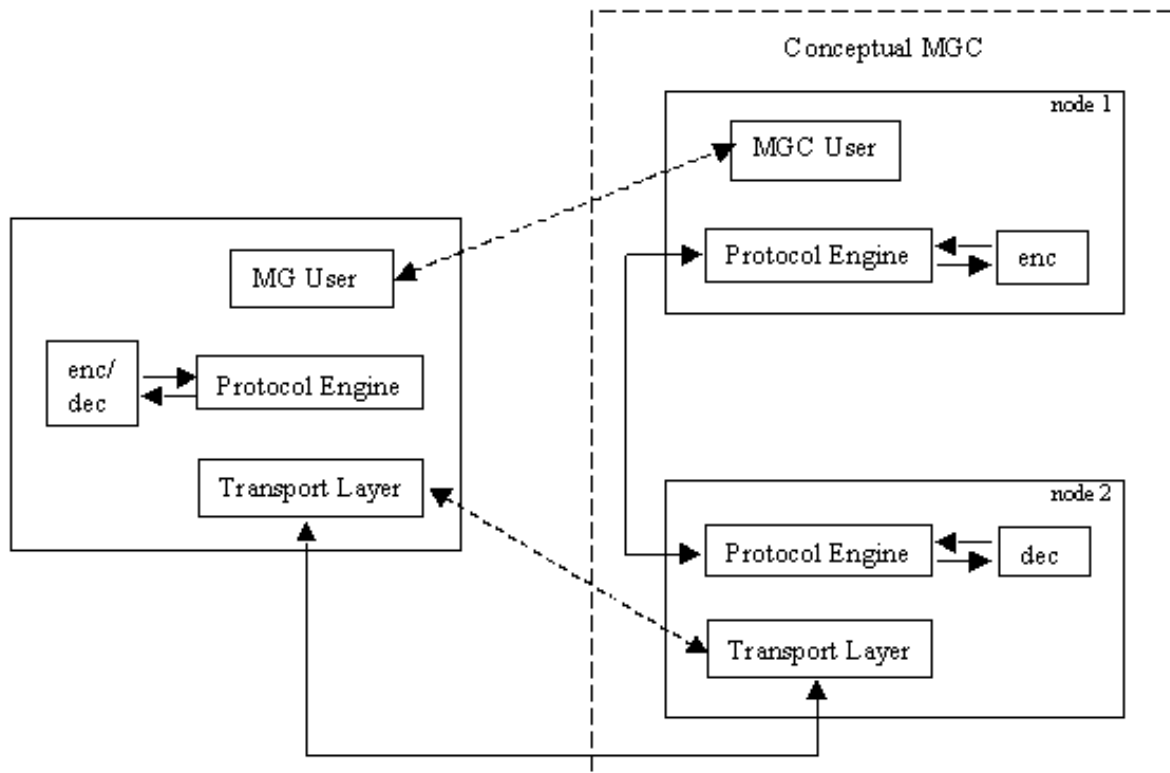 Conceptual MGC
node 1
MGC User
Protocol Engine
enc
MG User
enc/
dec
Protocol Engine
Transport Layer
node 2
Protocol Engine
dec
Transport Layer